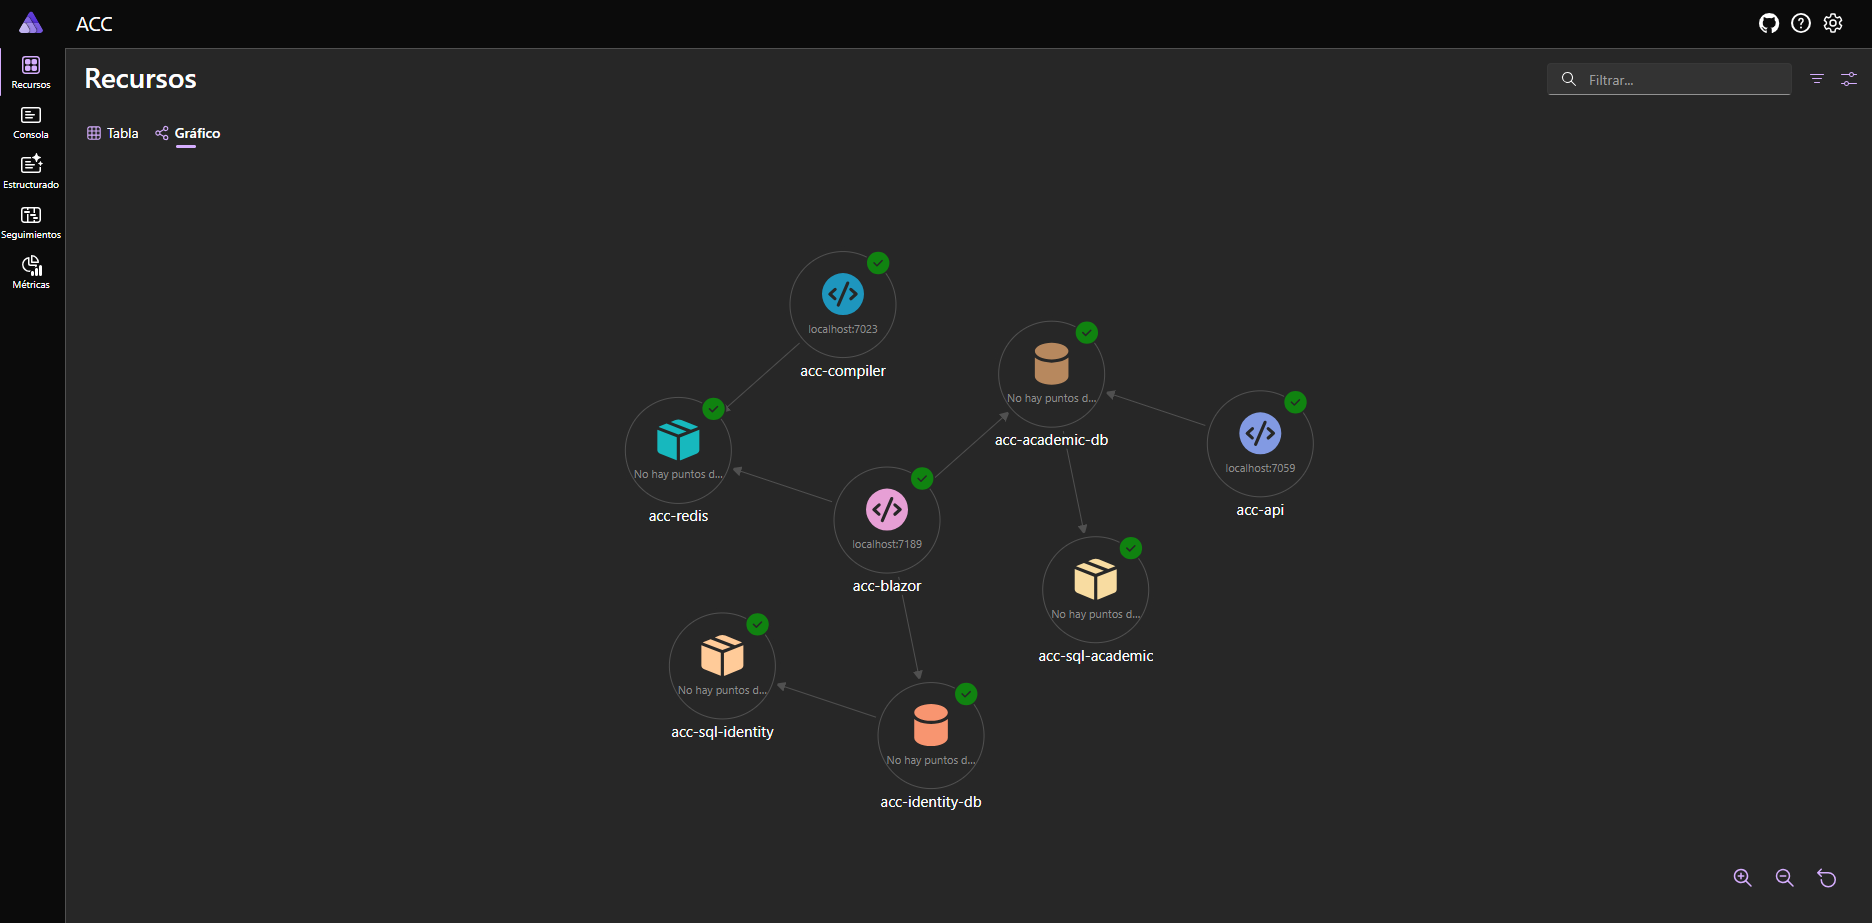 ACC
Recursos
Consola
Estructurado
Seguimientos
Métricas
Recursos
Filtrar...
Tabla
Gráfico
localhost:7023
acc-compiler
No hay puntos d...
acc-academic-db
localhost:7059
acc-api
No hay puntos d...
acc-redis
localhost:7189
acc-blazor
No hay puntos d...
acc-sql-academic
No hay puntos d...
acc-sql-identity
No hay puntos d...
acc-identity-db